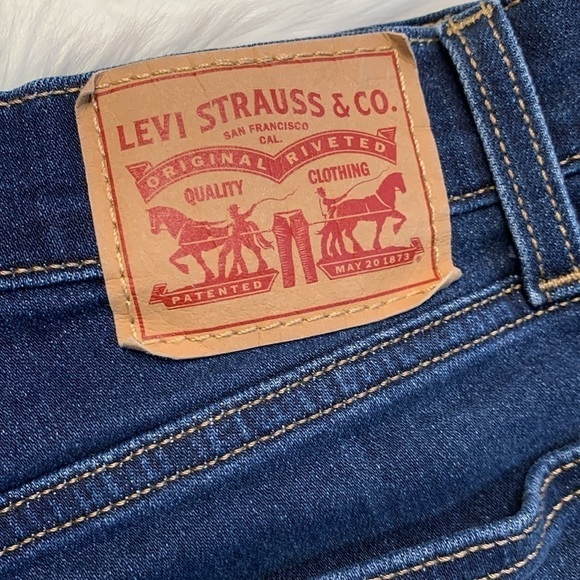 LEVI STRAUSS & CO.
SAN FRANCISCO
CAL.
ORIGINAL RIVETED
QUALITY CLOTHING
PATENTED MAY 20 1873